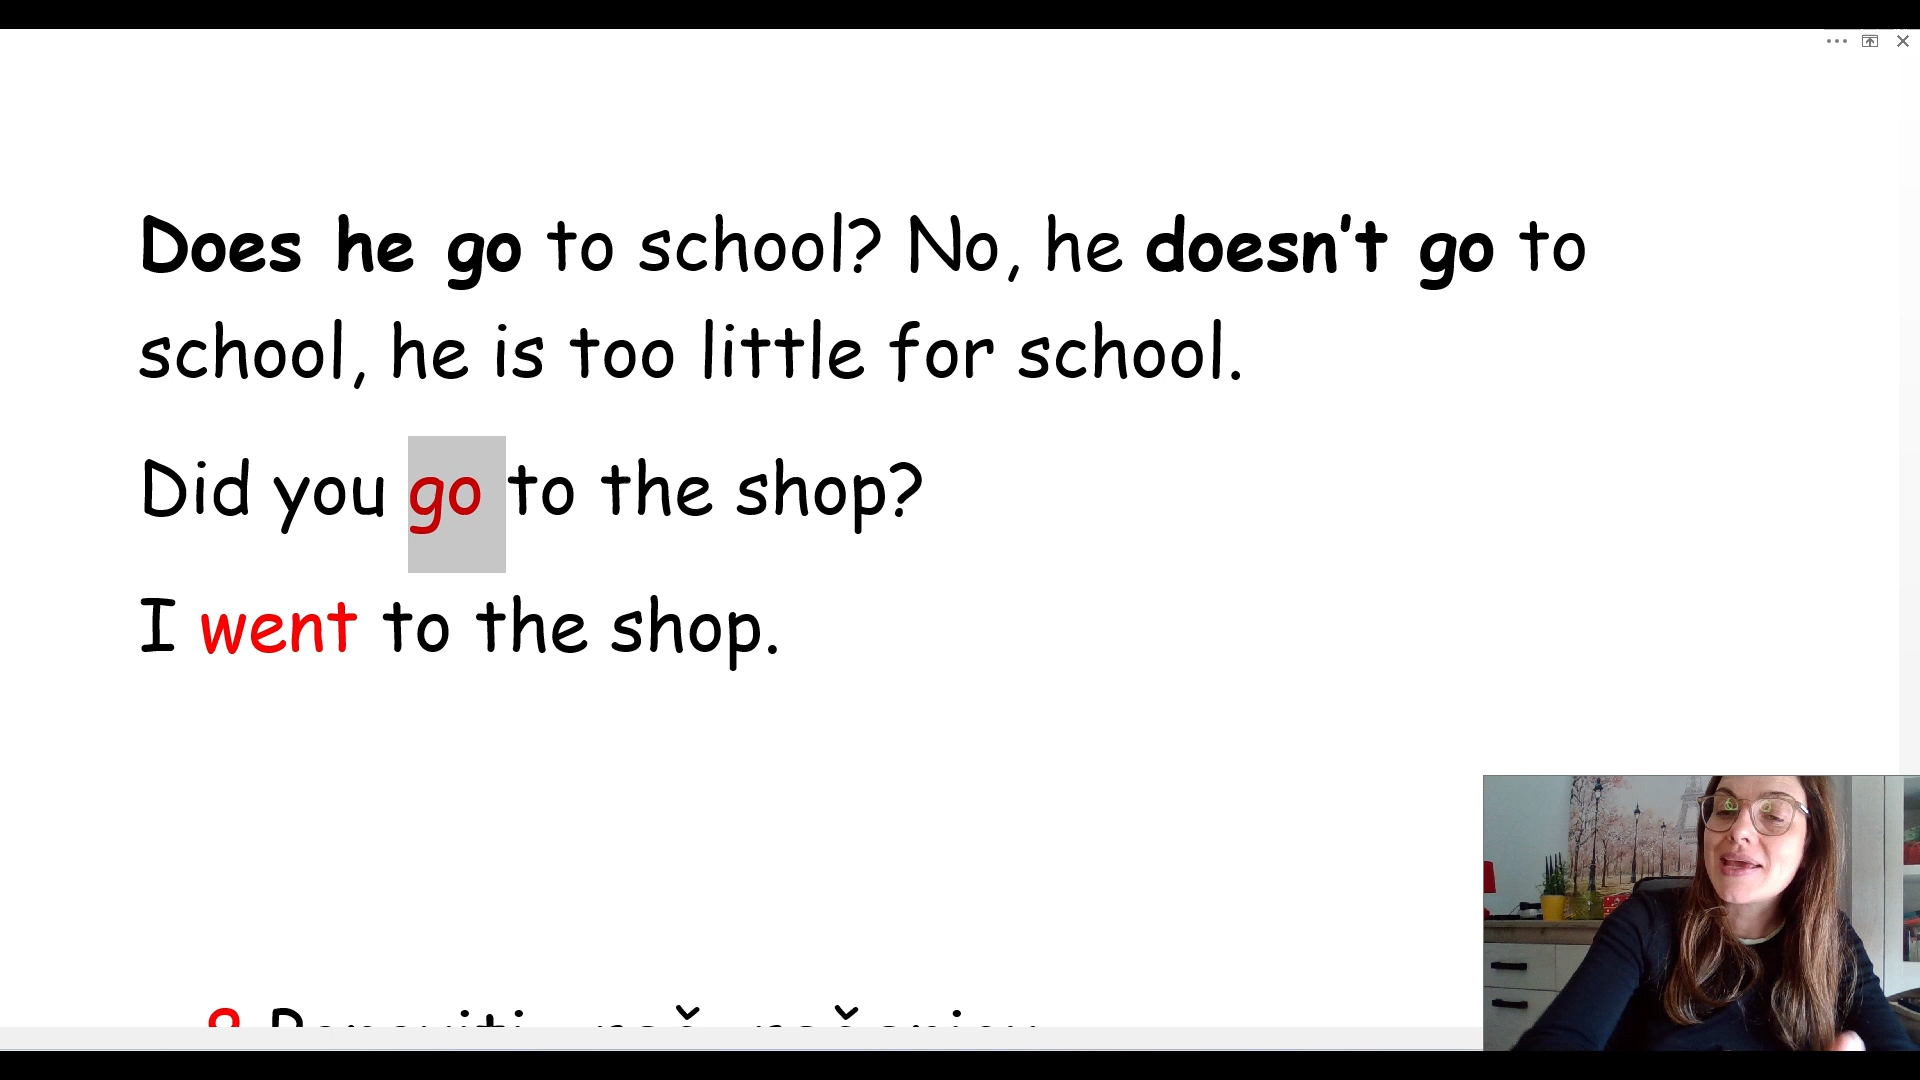 Does he go to school? No, he doesn’t go to
school, he is too little for school.
Did you go to the shop?
I went to the shop.